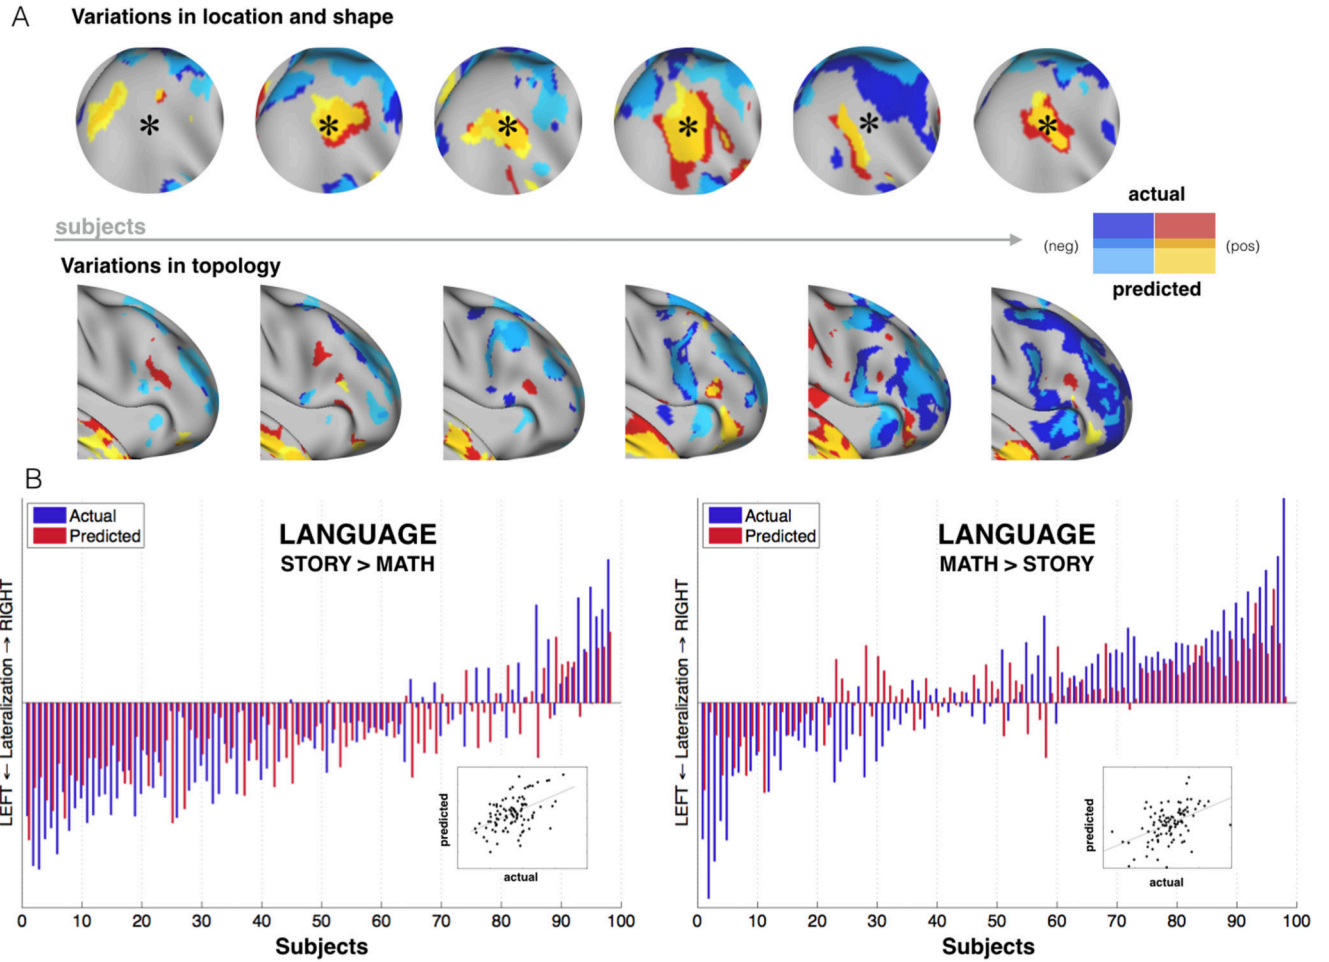 A
Variations in location and shape
* * * * * *
subjects
actual
(neg) (pos)
predicted
Variations in topology
B
Actual
Predicted
LANGUAGE
STORY > MATH
LEFT ← Lateralization → RIGHT
predicted
actual
0 10 20 30 40 50 60 70 80 90 100
Subjects
Actual
Predicted
LANGUAGE
MATH > STORY
LEFT ← Lateralization → RIGHT
predicted
actual
0 10 20 30 40 50 60 70 80 90 100
Subjects